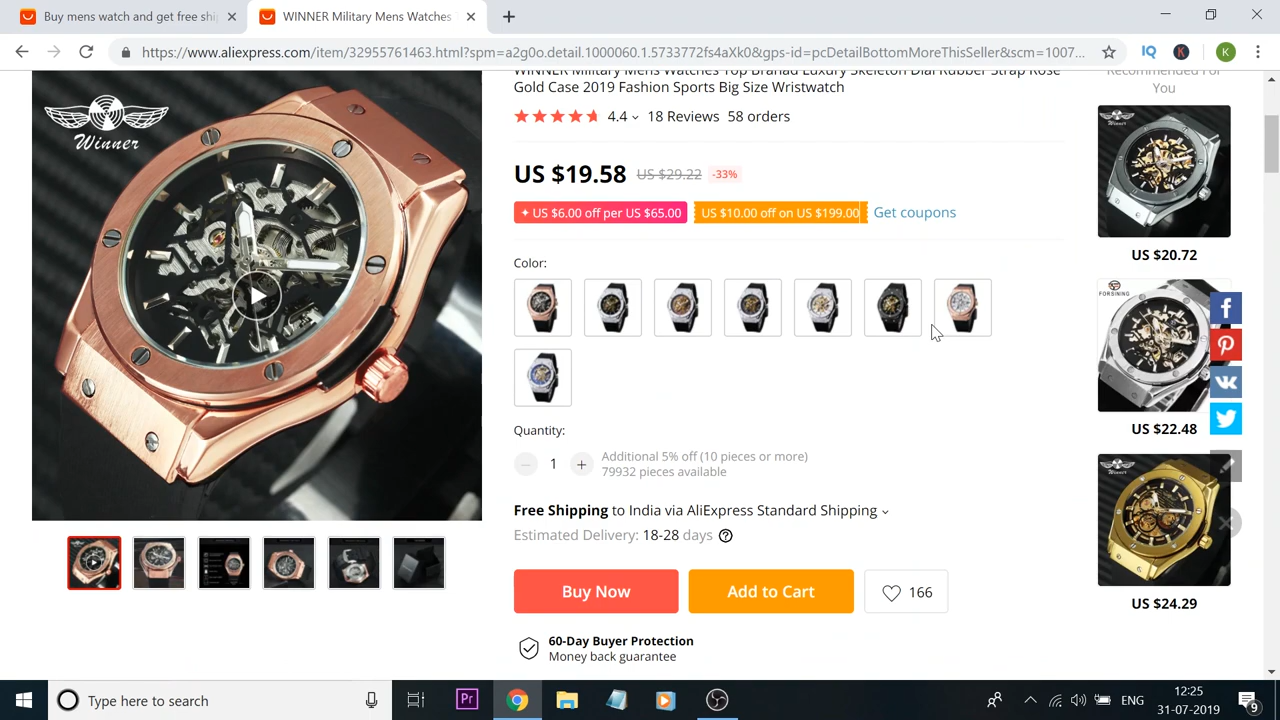 Buy mens watch and get free ship
WINNER Military Mens Watches
https://www.aliexpress.com/item/32955761463.html?spm=a2g0o.detail.1000060.1.5733772fs4aXk0&gps-id=pcDetailBottomMoreThisSeller&scm=1007...
IQ
K
K
WINNER Military Mens Watches Top Brand Luxury Skeleton Dial Rubber Strap Rose
Gold Case 2019 Fashion Sports Big Size Wristwatch
4.4
18 Reviews
58 orders
US $19.58
US $29.22
-33%
US $6.00 off per US $65.00
US $10.00 off on US $199.00
Get coupons
Color:
Quantity:
1
Additional 5% off (10 pieces or more)
79932 pieces available
Free Shipping to India via AliExpress Standard Shipping
Estimated Delivery: 18-28 days
Buy Now
Add to Cart
166
60-Day Buyer Protection
Money back guarantee
Winner
Recommended For
You
Winner
US $20.72
FORSINING
US $22.48
Winner
US $24.29
Type here to search
Pr
ENG
12:25
31-07-2019
9